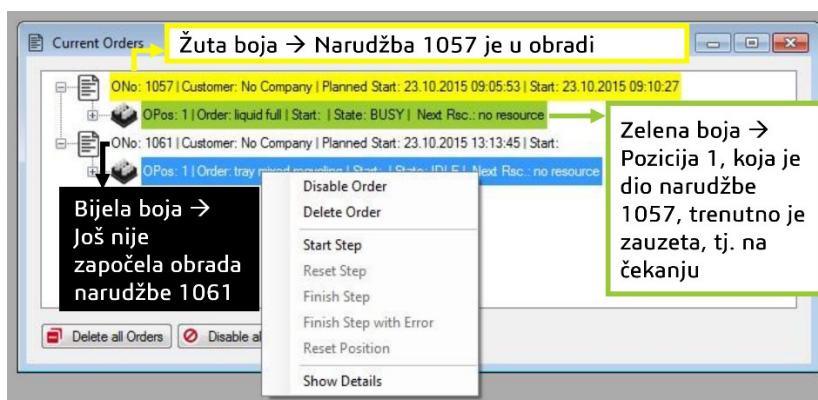 Current Orders
Žuta boja → Narudžba 1057 je u obradi
ONo: 1057 | Customer: No Company | Planned Start: 23.10.2015 09:05:53 | Start: 23.10.2015 09:10:27
OPos: 1 | Order: liquid full | Start: | State: BUSY | Next Rsc.: no resource
ONo: 1061 | Customer: No Company | Planned Start: 23.10.2015 13:13:45 | Start:
OPos: 1 | Order: tray mixed requeling | Start: | State: IDLE | Next Rsc.: no resource
Zelena boja →
Pozicija 1, koja je
dio narudžbe
1057, trenutno je
zauzeta, tj. na
čekanju
Bijela boja →
Još nije
započela obrada
narudžbe 1061
Disable Order
Delete Order
Start Step
Reset Step
Finish Step
Finish Step with Error
Reset Position
Show Details
Delete all Orders
Disable al